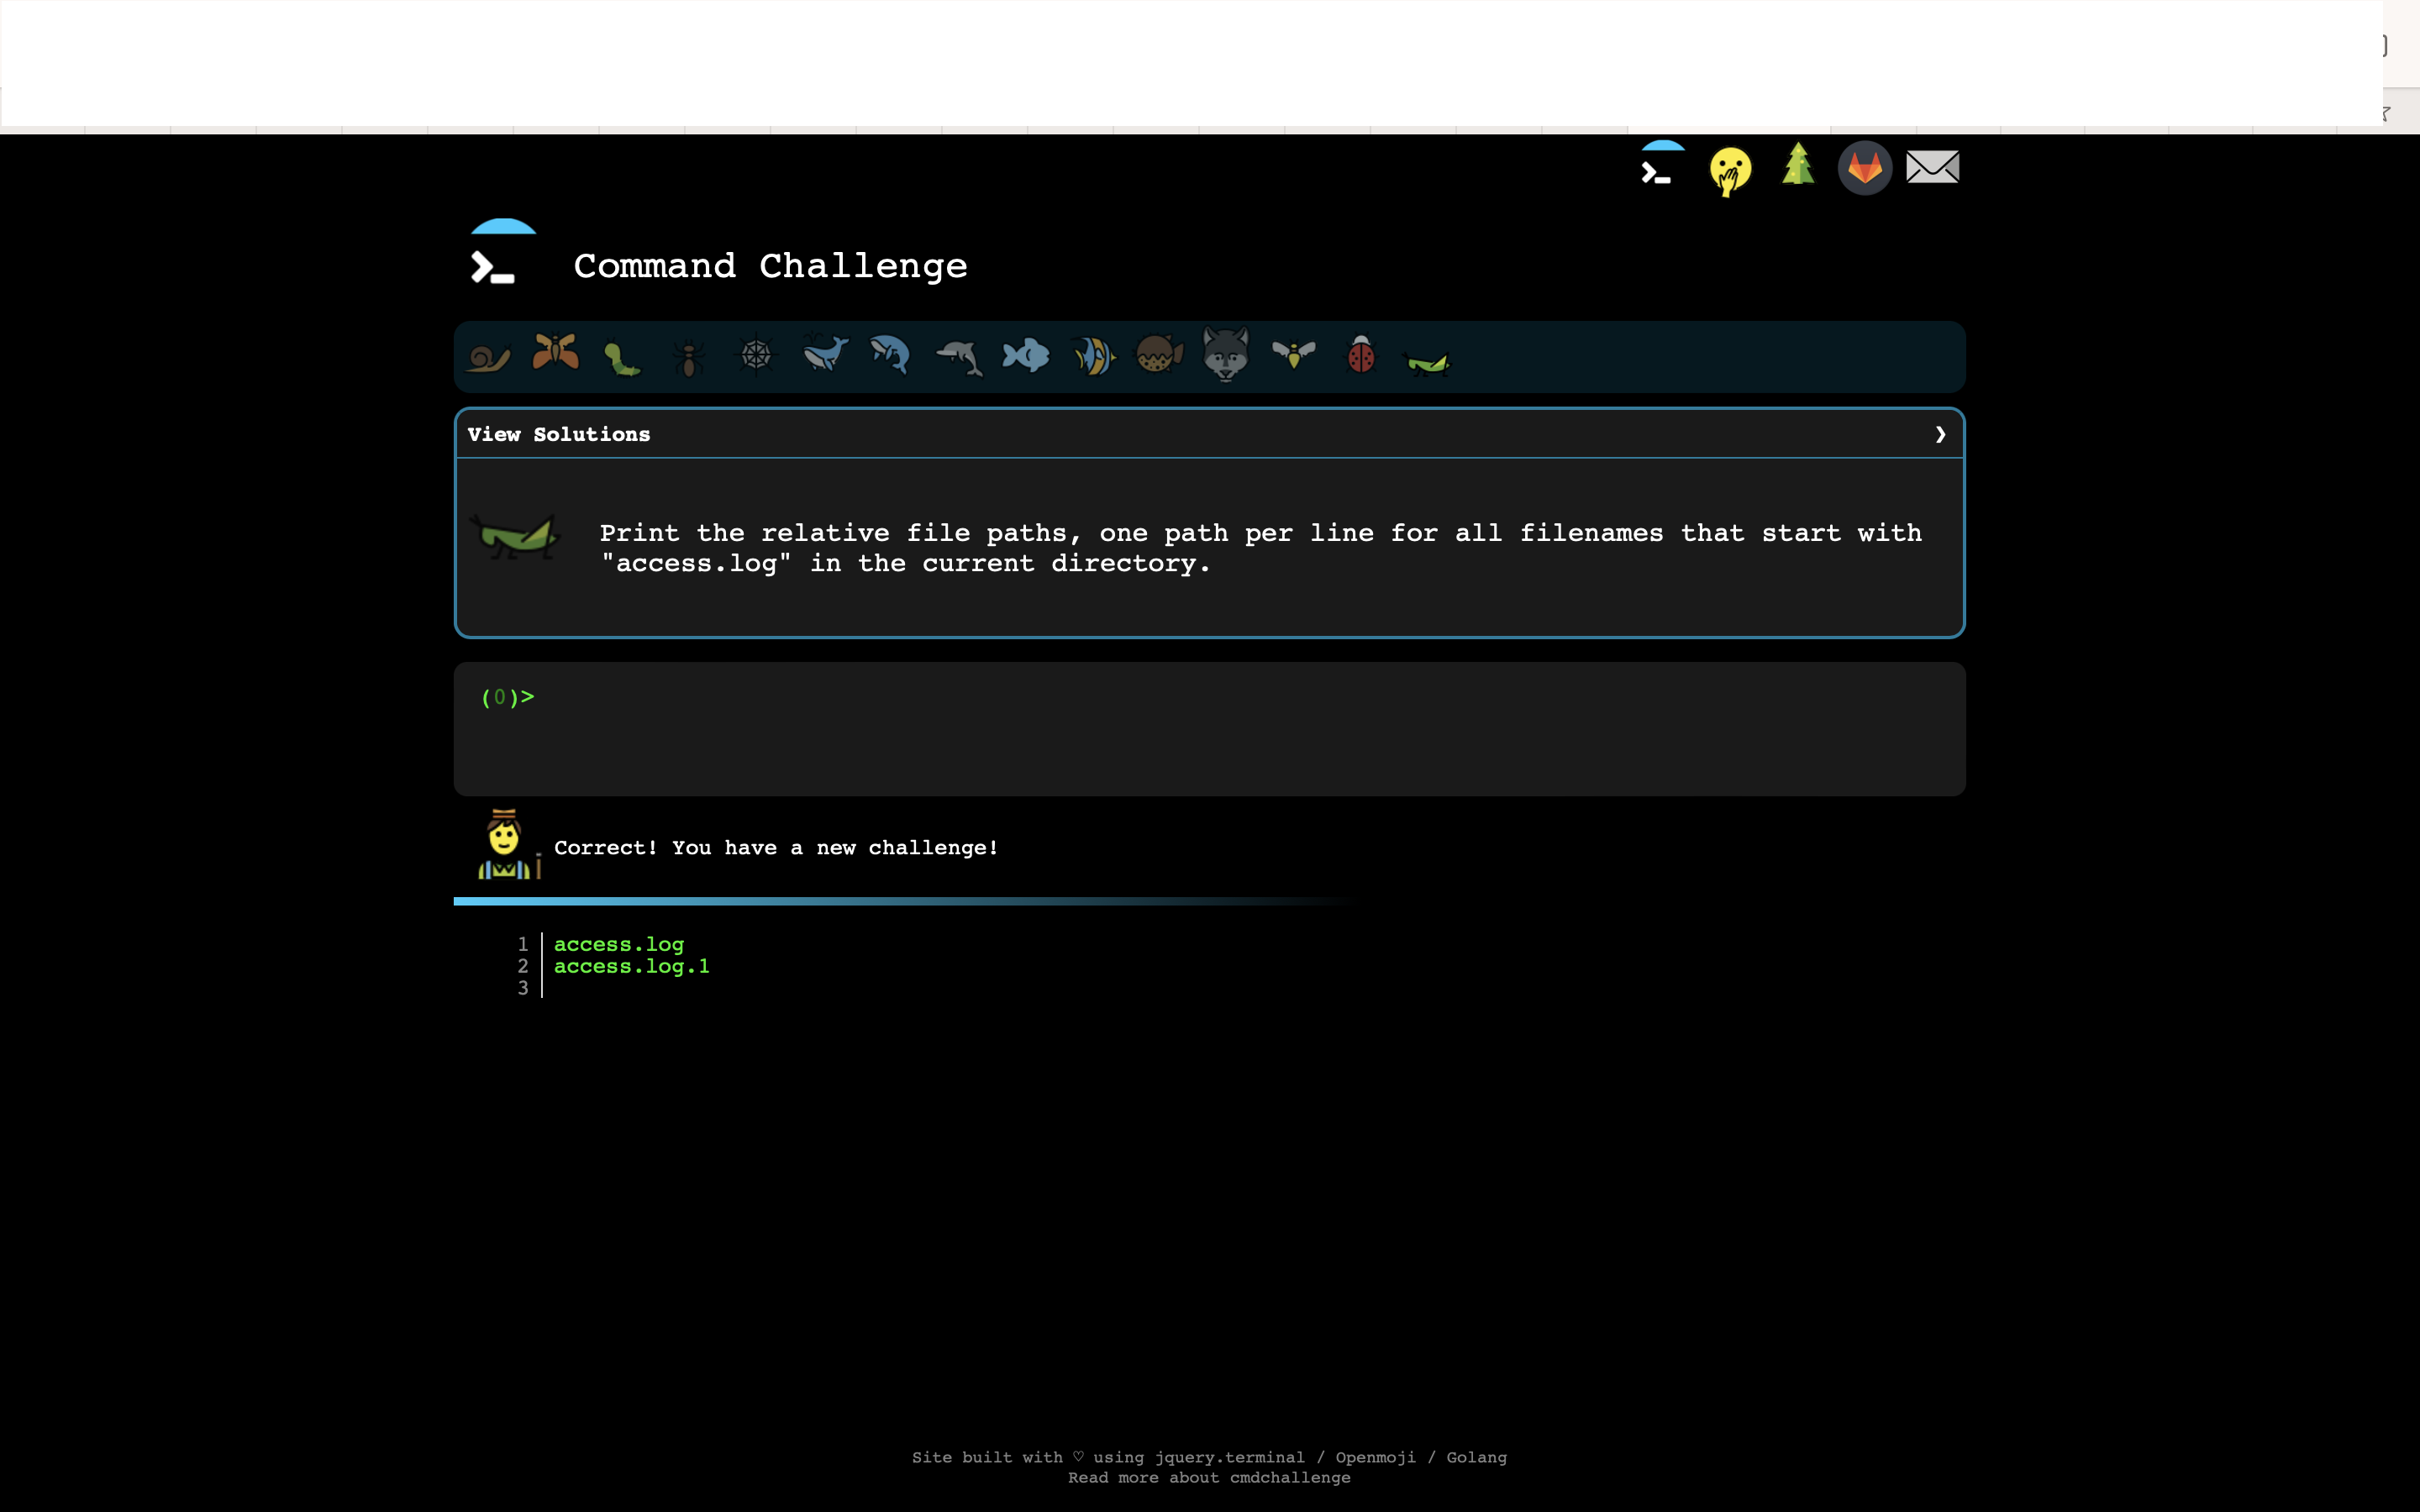 Command Challenge
View Solutions
Print the relative file paths, one path per line for all filenames that start with
"access.log" in the current directory.
(0)>
Correct! You have a new challenge!
1 access.log
2 access.log.1
3
Site built with ♡ using jquery.terminal / Openmoji / Golang
Read more about cmdchallenge